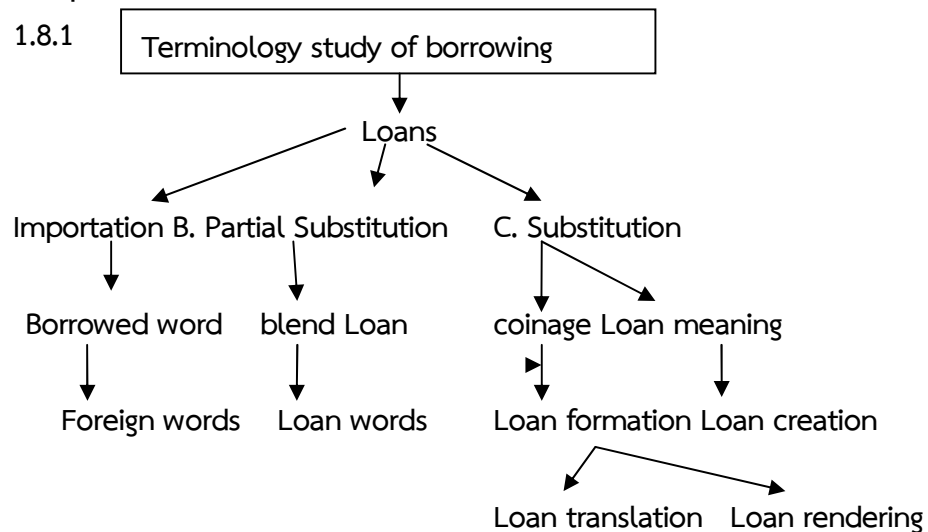 1.8.1 Terminology study of borrowing
Loans
Importation B. Partial Substitution C. Substitution
Borrowed word blend Loan coinage Loan meaning
Foreign words Loan words Loan formation Loan creation
Loan translation Loan rendering